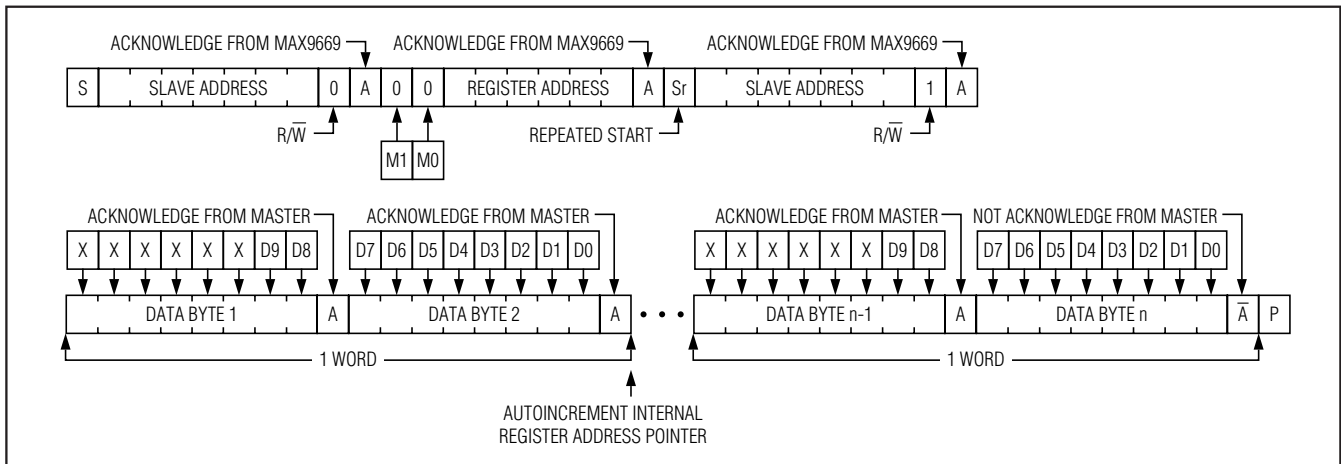 ACKNOWLEDGE FROM MAX9669 ACKNOWLEDGE FROM MAX9669 ACKNOWLEDGE FROM MAX9669
S SLAVE ADDRESS 0 A 0 0 REGISTER ADDRESS A Sr SLAVE ADDRESS 1 A
R/W̅ REPEATED START R/W̅
M1 M0
ACKNOWLEDGE FROM MASTER ACKNOWLEDGE FROM MASTER ACKNOWLEDGE FROM MASTER NOT ACKNOWLEDGE FROM MASTER
X X X X X X D9 D8 D7 D6 D5 D4 D3 D2 D1 D0 X X X X X X D9 D8 D7 D6 D5 D4 D3 D2 D1 D0
DATA BYTE 1 A DATA BYTE 2 A • • • DATA BYTE n-1 A DATA BYTE n A̅ P
1 WORD 1 WORD
AUTOINCREMENT INTERNAL
REGISTER ADDRESS POINTER